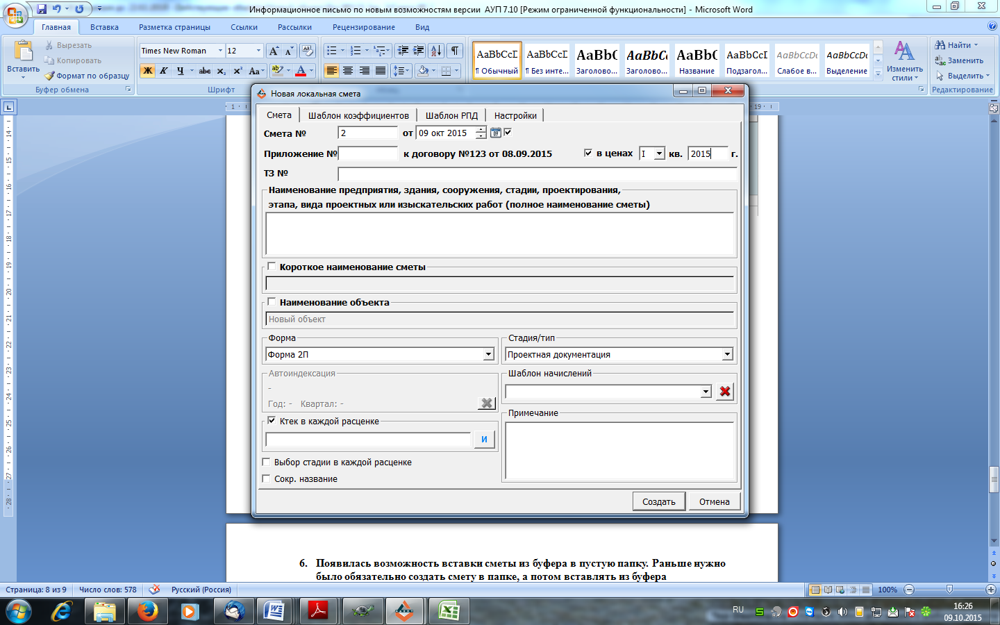 Информационное письмо по новым возможностям версии АУП 7.10 [Режим ограниченной функциональности] - Microsoft Word
Главная Вставка Разметка страницы Ссылки Рассылки Рецензирование Вид
Вставить
Вырезать
Копировать
Формат по образцу
Буфер обмена
Times New Roman 12
Ж К Ч abc x₂ x² Aa
Шрифт
AaBbCcI AaBbCcI AaBbC AaBbCc AaBbC AaBbCcI AaBbCcDc AaBbCcDc
¶ Обычный ¶ Без инте... Заголово... Заголово... Название Подзагол... Слабое в... Выделение
Изменить стили
Найти
Заменить
Выделить
Редактирование
Новая локальная смета
Смета Шаблон коэффициентов Шаблон РПД Настройки
Смета № 2 от 09 окт 2015
Приложение № к договору №123 от 08.09.2015 в ценах I кв. 2015 г.
ТЗ №
Наименование предприятия, здания, сооружения, стадии, проектирования,
этапа, вида проектных или изыскательских работ (полное наименование сметы)
Короткое наименование сметы
Наименование объекта
Новый объект
Форма Стадия/тип
Форма 2П Проектная документация
Автоиндексация Шаблон начислений
-
Год: - Квартал: -
Ктек в каждой расценке Примечание
И
Выбор стадии в каждой расценке
Сокр. название
Создать Отмена
6. Появилась возможность вставки сметы из буфера в пустую папку. Раньше нужно
было обязательно создать смету в папке, а потом вставлять из буфера
Страница: 8 из 9 Число слов: 578 Русский (Россия) 100%
RU 16:26
09.10.2015